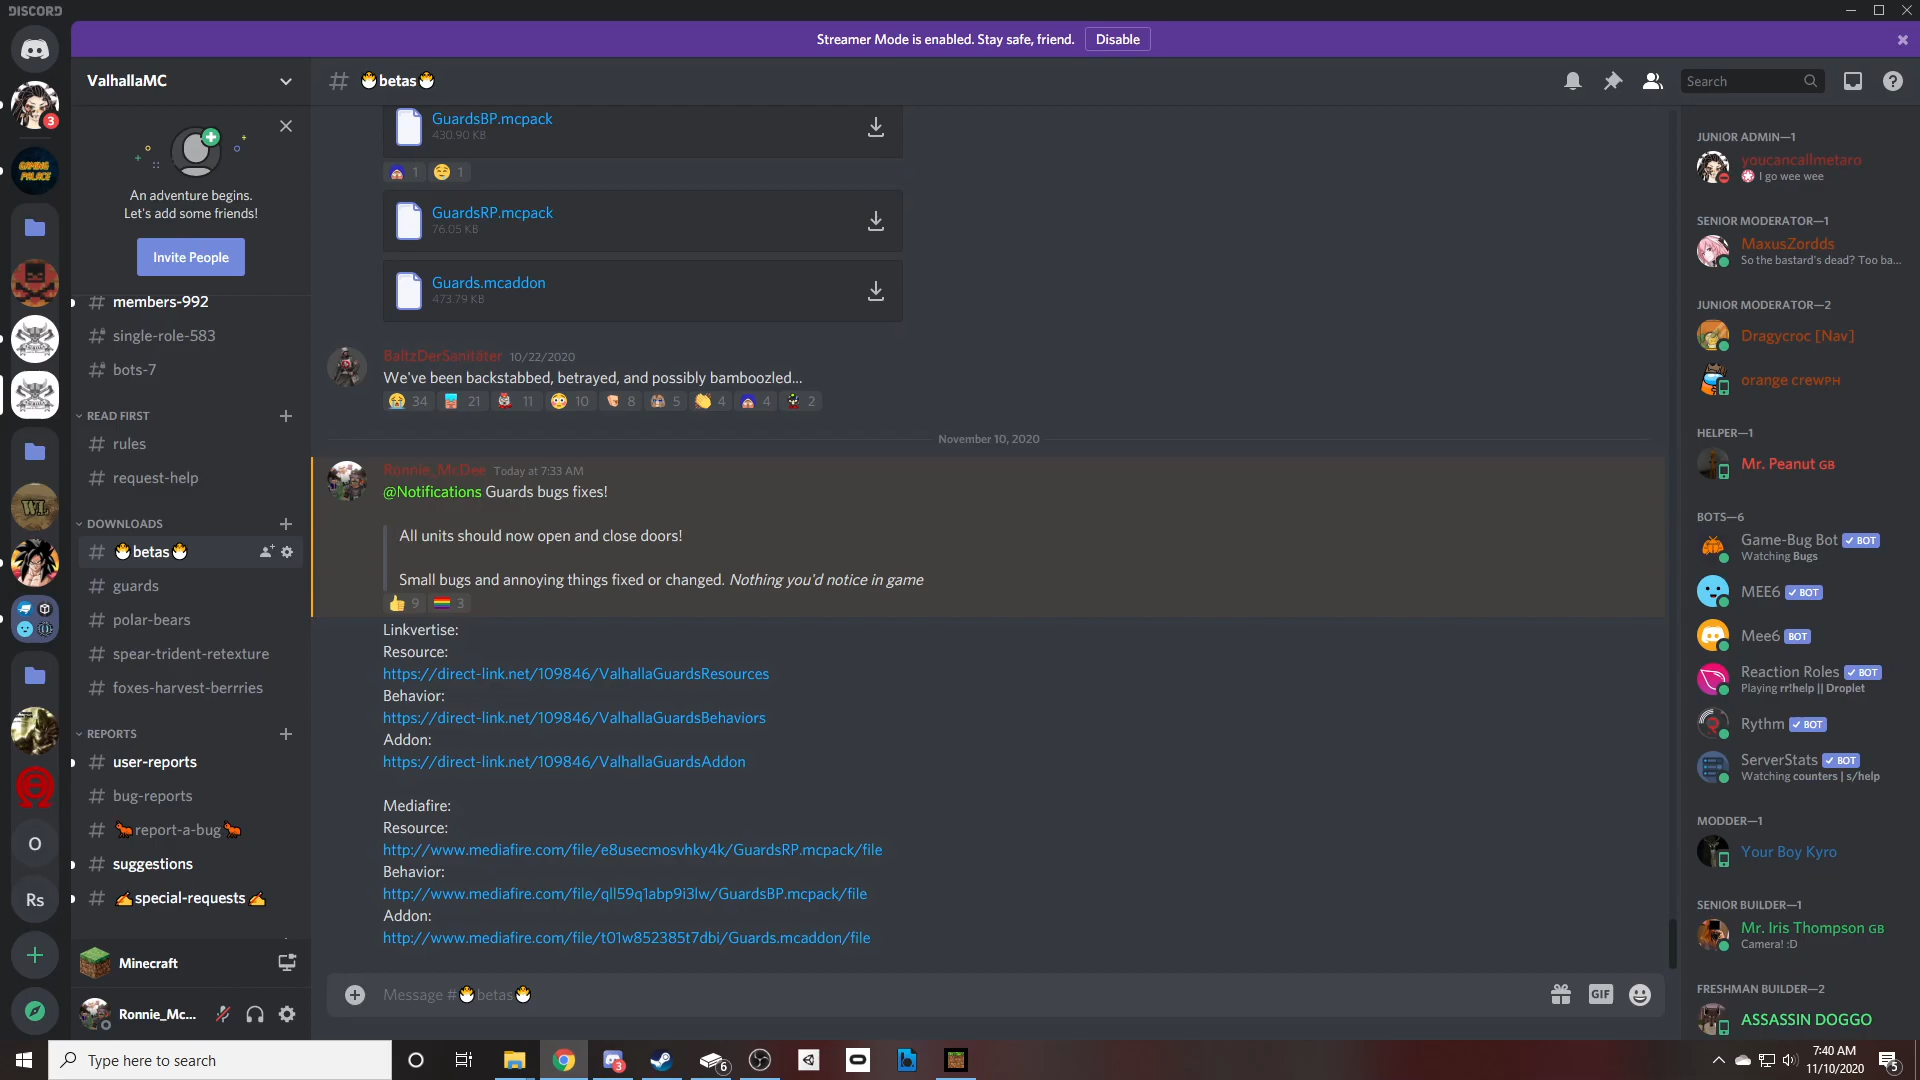 DISCORD
Streamer Mode is enabled. Stay safe, friend. Disable
ValhallaMC
# 🐣betas🐣
Search
3
GAMING
PALACE
WL
O
Rs
An adventure begins.
Let's add some friends!
Invite People
# members-992
# single-role-583
# bots-7
READ FIRST
# rules
# request-help
DOWNLOADS
# 🐣betas🐣
# guards
# polar-bears
# spear-trident-retexture
# foxes-harvest-berrries
REPORTS
# user-reports
# bug-reports
# 🐜report-a-bug🐜
# suggestions
# ✍special-requests✍
Minecraft
Ronnie_Mc...
GuardsBP.mcpack
430.90 KB
1 ☺ 1
GuardsRP.mcpack
76.05 KB
Guards.mcaddon
473.79 KB
BaltzDerSanitäter 10/22/2020
We've been backstabbed, betrayed, and possibly bamboozled...
34 21 11 10 8 5 4 4 2
November 10, 2020
Ronnie_McDee Today at 7:33 AM
@Notifications Guards bugs fixes!
All units should now open and close doors!
Small bugs and annoying things fixed or changed. Nothing you'd notice in game
👍 9 3
Linkvertise:
Resource:
https://direct-link.net/109846/ValhallaGuardsResources
Behavior:
https://direct-link.net/109846/ValhallaGuardsBehaviors
Addon:
https://direct-link.net/109846/ValhallaGuardsAddon
Mediafire:
Resource:
http://www.mediafire.com/file/e8usecmosvhky4k/GuardsRP.mcpack/file
Behavior:
http://www.mediafire.com/file/qll59q1abp9i3lw/GuardsBP.mcpack/file
Addon:
http://www.mediafire.com/file/t01w852385t7dbi/Guards.mcaddon/file
Message #🐣betas🐣
GIF
JUNIOR ADMIN—1
youcancallmetaro
I go wee wee
SENIOR MODERATOR—1
MaxusZordds
So the bastard's dead? Too ba...
JUNIOR MODERATOR—2
Dragycroc [Nav]
orange crewPH
HELPER—1
Mr. Peanut GB
BOTS—6
Game-Bug Bot ✓ BOT
Watching Bugs
MEE6 ✓ BOT
Mee6 BOT
Reaction Roles ✓ BOT
Playing rr!help || Droplet
Rythm ✓ BOT
ServerStats ✓ BOT
Watching counters | s/help
MODDER—1
Your Boy Kyro
SENIOR BUILDER—1
Mr. Iris Thompson GB
Camera! :D
FRESHMAN BUILDER—2
ASSASSIN DOGGO
Type here to search
3
6
7:40 AM
11/10/2020
5